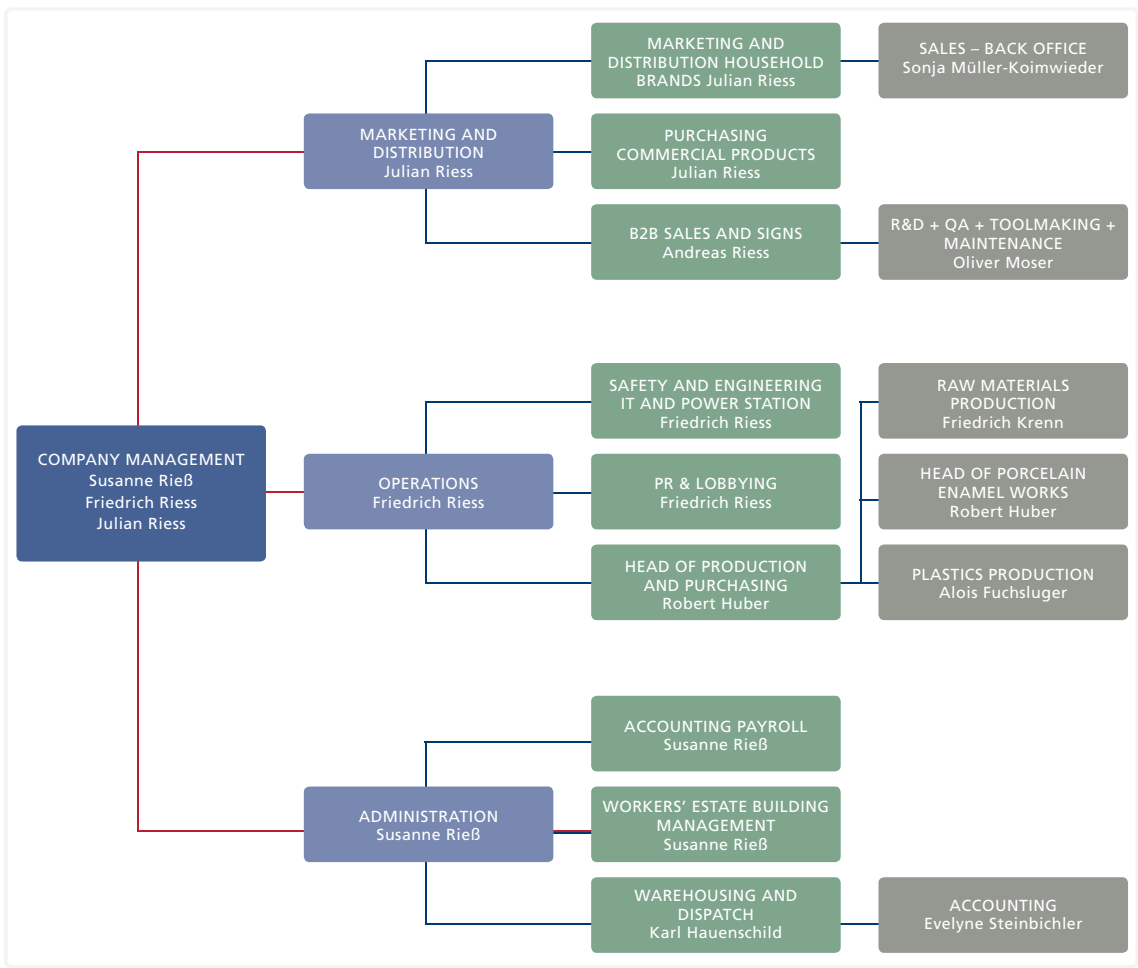 MARKETING AND
DISTRIBUTION HOUSEHOLD
BRANDS Julian Riess
SALES – BACK OFFICE
Sonja Müller-Koimwieder
MARKETING AND
DISTRIBUTION
Julian Riess
PURCHASING
COMMERCIAL PRODUCTS
Julian Riess
B2B SALES AND SIGNS
Andreas Riess
R&D + QA + TOOLMAKING +
MAINTENANCE
Oliver Moser
COMPANY MANAGEMENT
Susanne Rieß
Friedrich Riess
Julian Riess
OPERATIONS
Friedrich Riess
SAFETY AND ENGINEERING
IT AND POWER STATION
Friedrich Riess
PR & LOBBYING
Friedrich Riess
HEAD OF PRODUCTION
AND PURCHASING
Robert Huber
RAW MATERIALS
PRODUCTION
Friedrich Krenn
HEAD OF PORCELAIN
ENAMEL WORKS
Robert Huber
PLASTICS PRODUCTION
Alois Fuchsluger
ADMINISTRATION
Susanne Rieß
ACCOUNTING PAYROLL
Susanne Rieß
WORKERS’ ESTATE BUILDING
MANAGEMENT
Susanne Rieß
WAREHOUSING AND
DISPATCH
Karl Hauenschild
ACCOUNTING
Evelyne Steinbichler